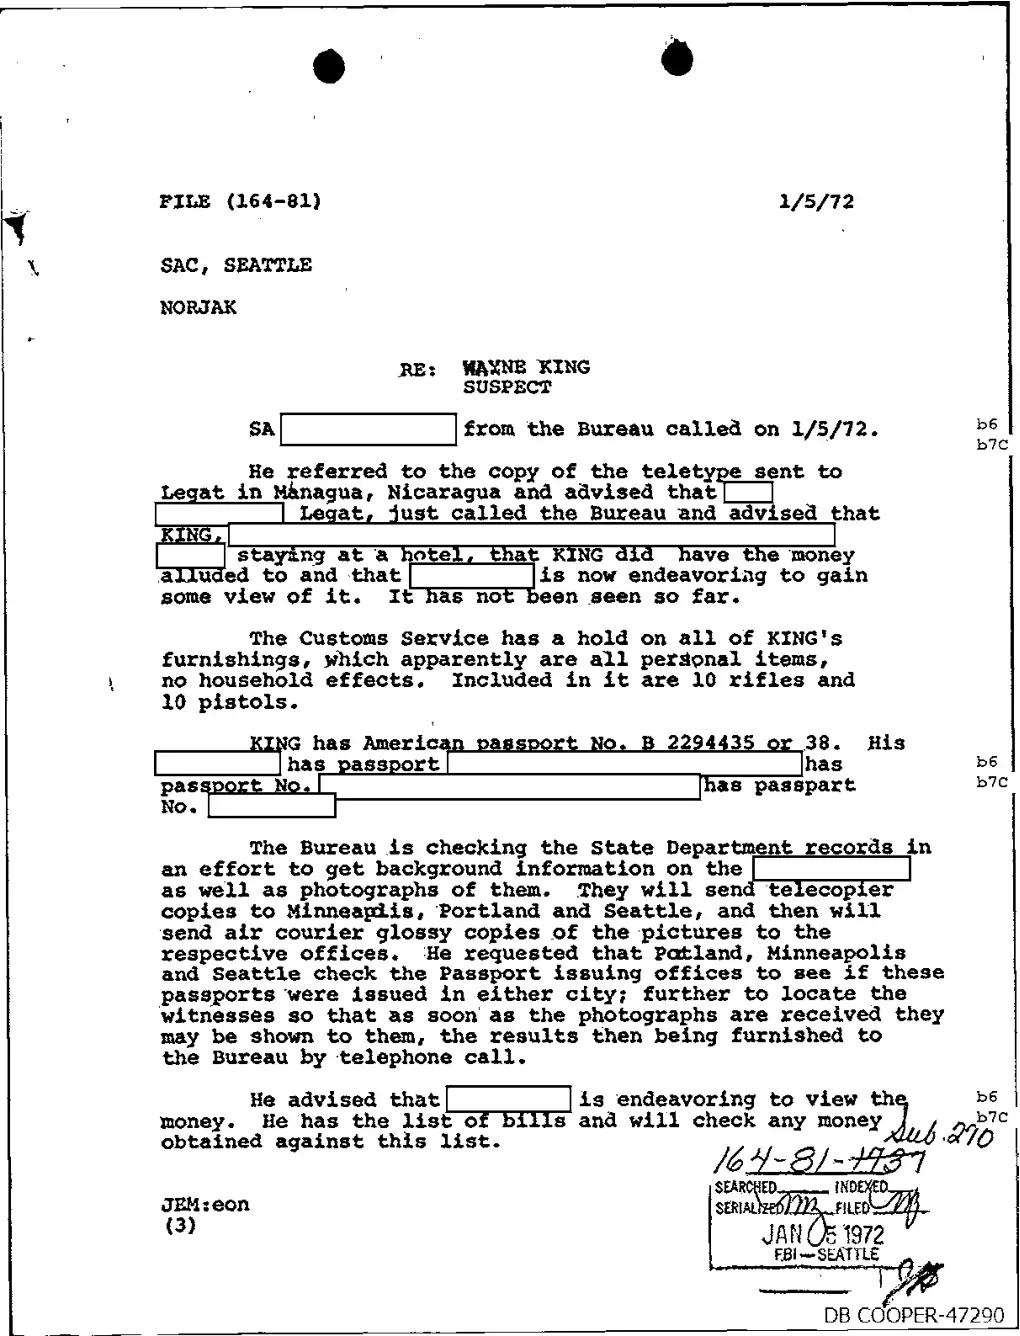 FILE (164-81) 1/5/72
SAC, SEATTLE
NORJAK
RE: WAYNE KING
SUSPECT
SA from the Bureau called on 1/5/72.
b6
b7C
He referred to the copy of the teletype sent to
Legat in Managua, Nicaragua and advised that
Legat, just called the Bureau and advised that
KING,
staying at a hotel, that KING did have the money
alluded to and that is now endeavoring to gain
some view of it. It has not been seen so far.
The Customs Service has a hold on all of KING's
furnishings, which apparently are all personal items,
no household effects. Included in it are 10 rifles and
10 pistols.
KING has American passport No. B 2294435 or 38. His
has passport has
passport No. has passpart
No.
b6
b7C
The Bureau is checking the State Department records in
an effort to get background information on the
as well as photographs of them. They will send telecopier
copies to Minneaplis, Portland and Seattle, and then will
send air courier glossy copies of the pictures to the
respective offices. He requested that Portland, Minneapolis
and Seattle check the Passport issuing offices to see if these
passports were issued in either city; further to locate the
witnesses so that as soon as the photographs are received they
may be shown to them, the results then being furnished to
the Bureau by telephone call.
He advised that is endeavoring to view the
money. He has the list of bills and will check any money
obtained against this list.
b6
b7C
Sub.270
164-81-1737
SEARCHED INDEXED
SERIALIZED FILED
JAN 5 1972
FBI—SEATTLE
JEM:eon
(3)
DB COOPER-47290